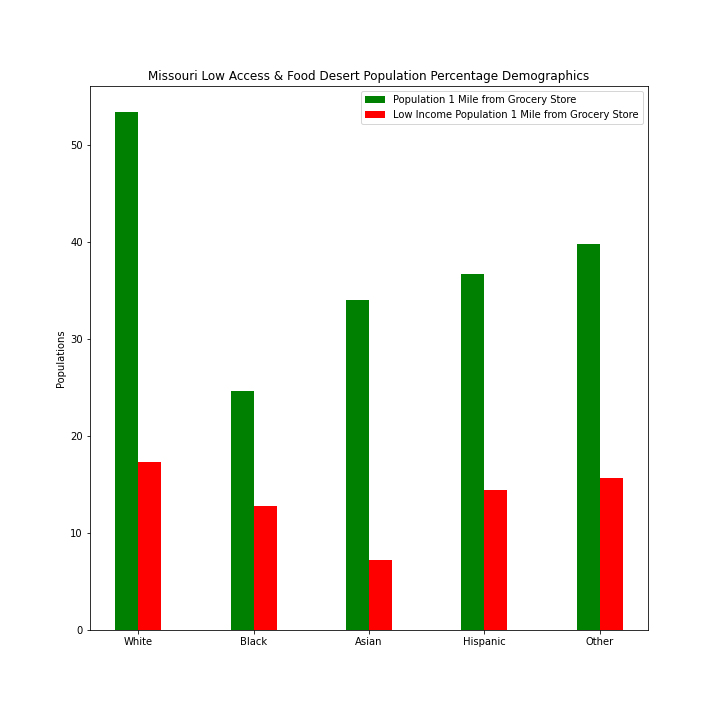 Missouri Low Access & Food Desert Population Percentage Demographics
Population 1 Mile from Grocery Store
Low Income Population 1 Mile from Grocery Store
Populations
50
40
30
20
10
0
White
Black
Asian
Hispanic
Other